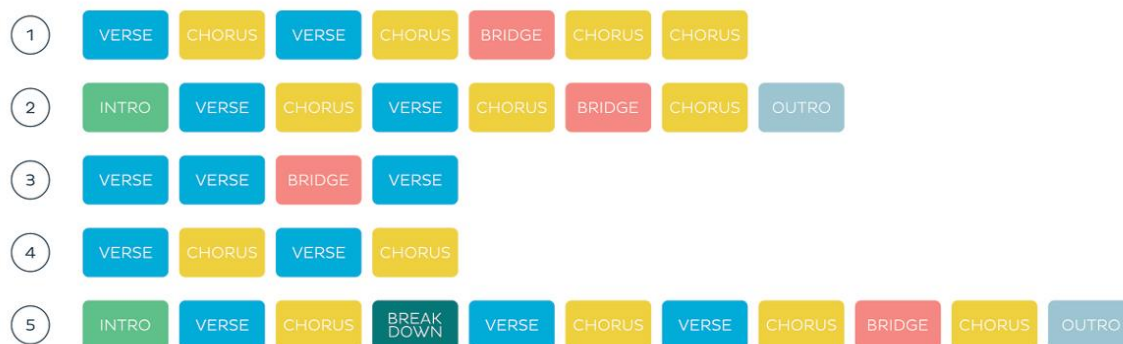 1 VERSE CHORUS VERSE CHORUS BRIDGE CHORUS CHORUS
2 INTRO VERSE CHORUS VERSE CHORUS BRIDGE CHORUS OUTRO
3 VERSE VERSE BRIDGE VERSE
4 VERSE CHORUS VERSE CHORUS
5 INTRO VERSE CHORUS BREAK DOWN VERSE CHORUS VERSE CHORUS BRIDGE CHORUS OUTRO